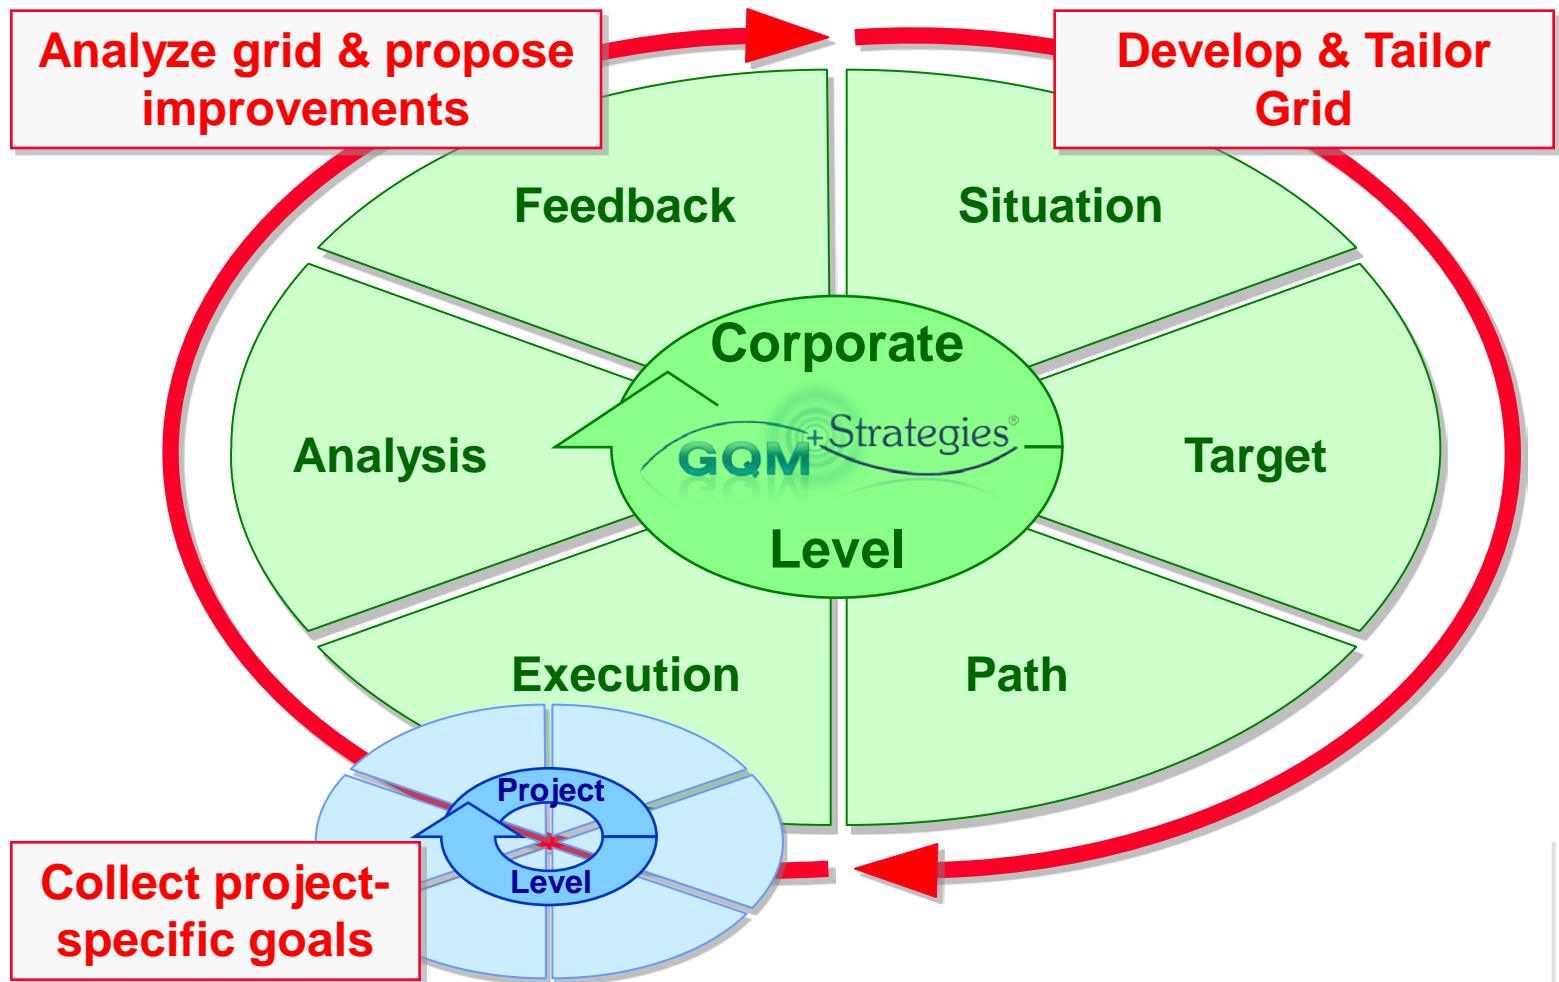 Analyze grid & propose
improvements
Develop & Tailor
Grid
Feedback
Situation
Corporate
GQM+Strategies®
Level
Analysis
Target
Execution
Path
Project
Level
Collect project-
specific goals